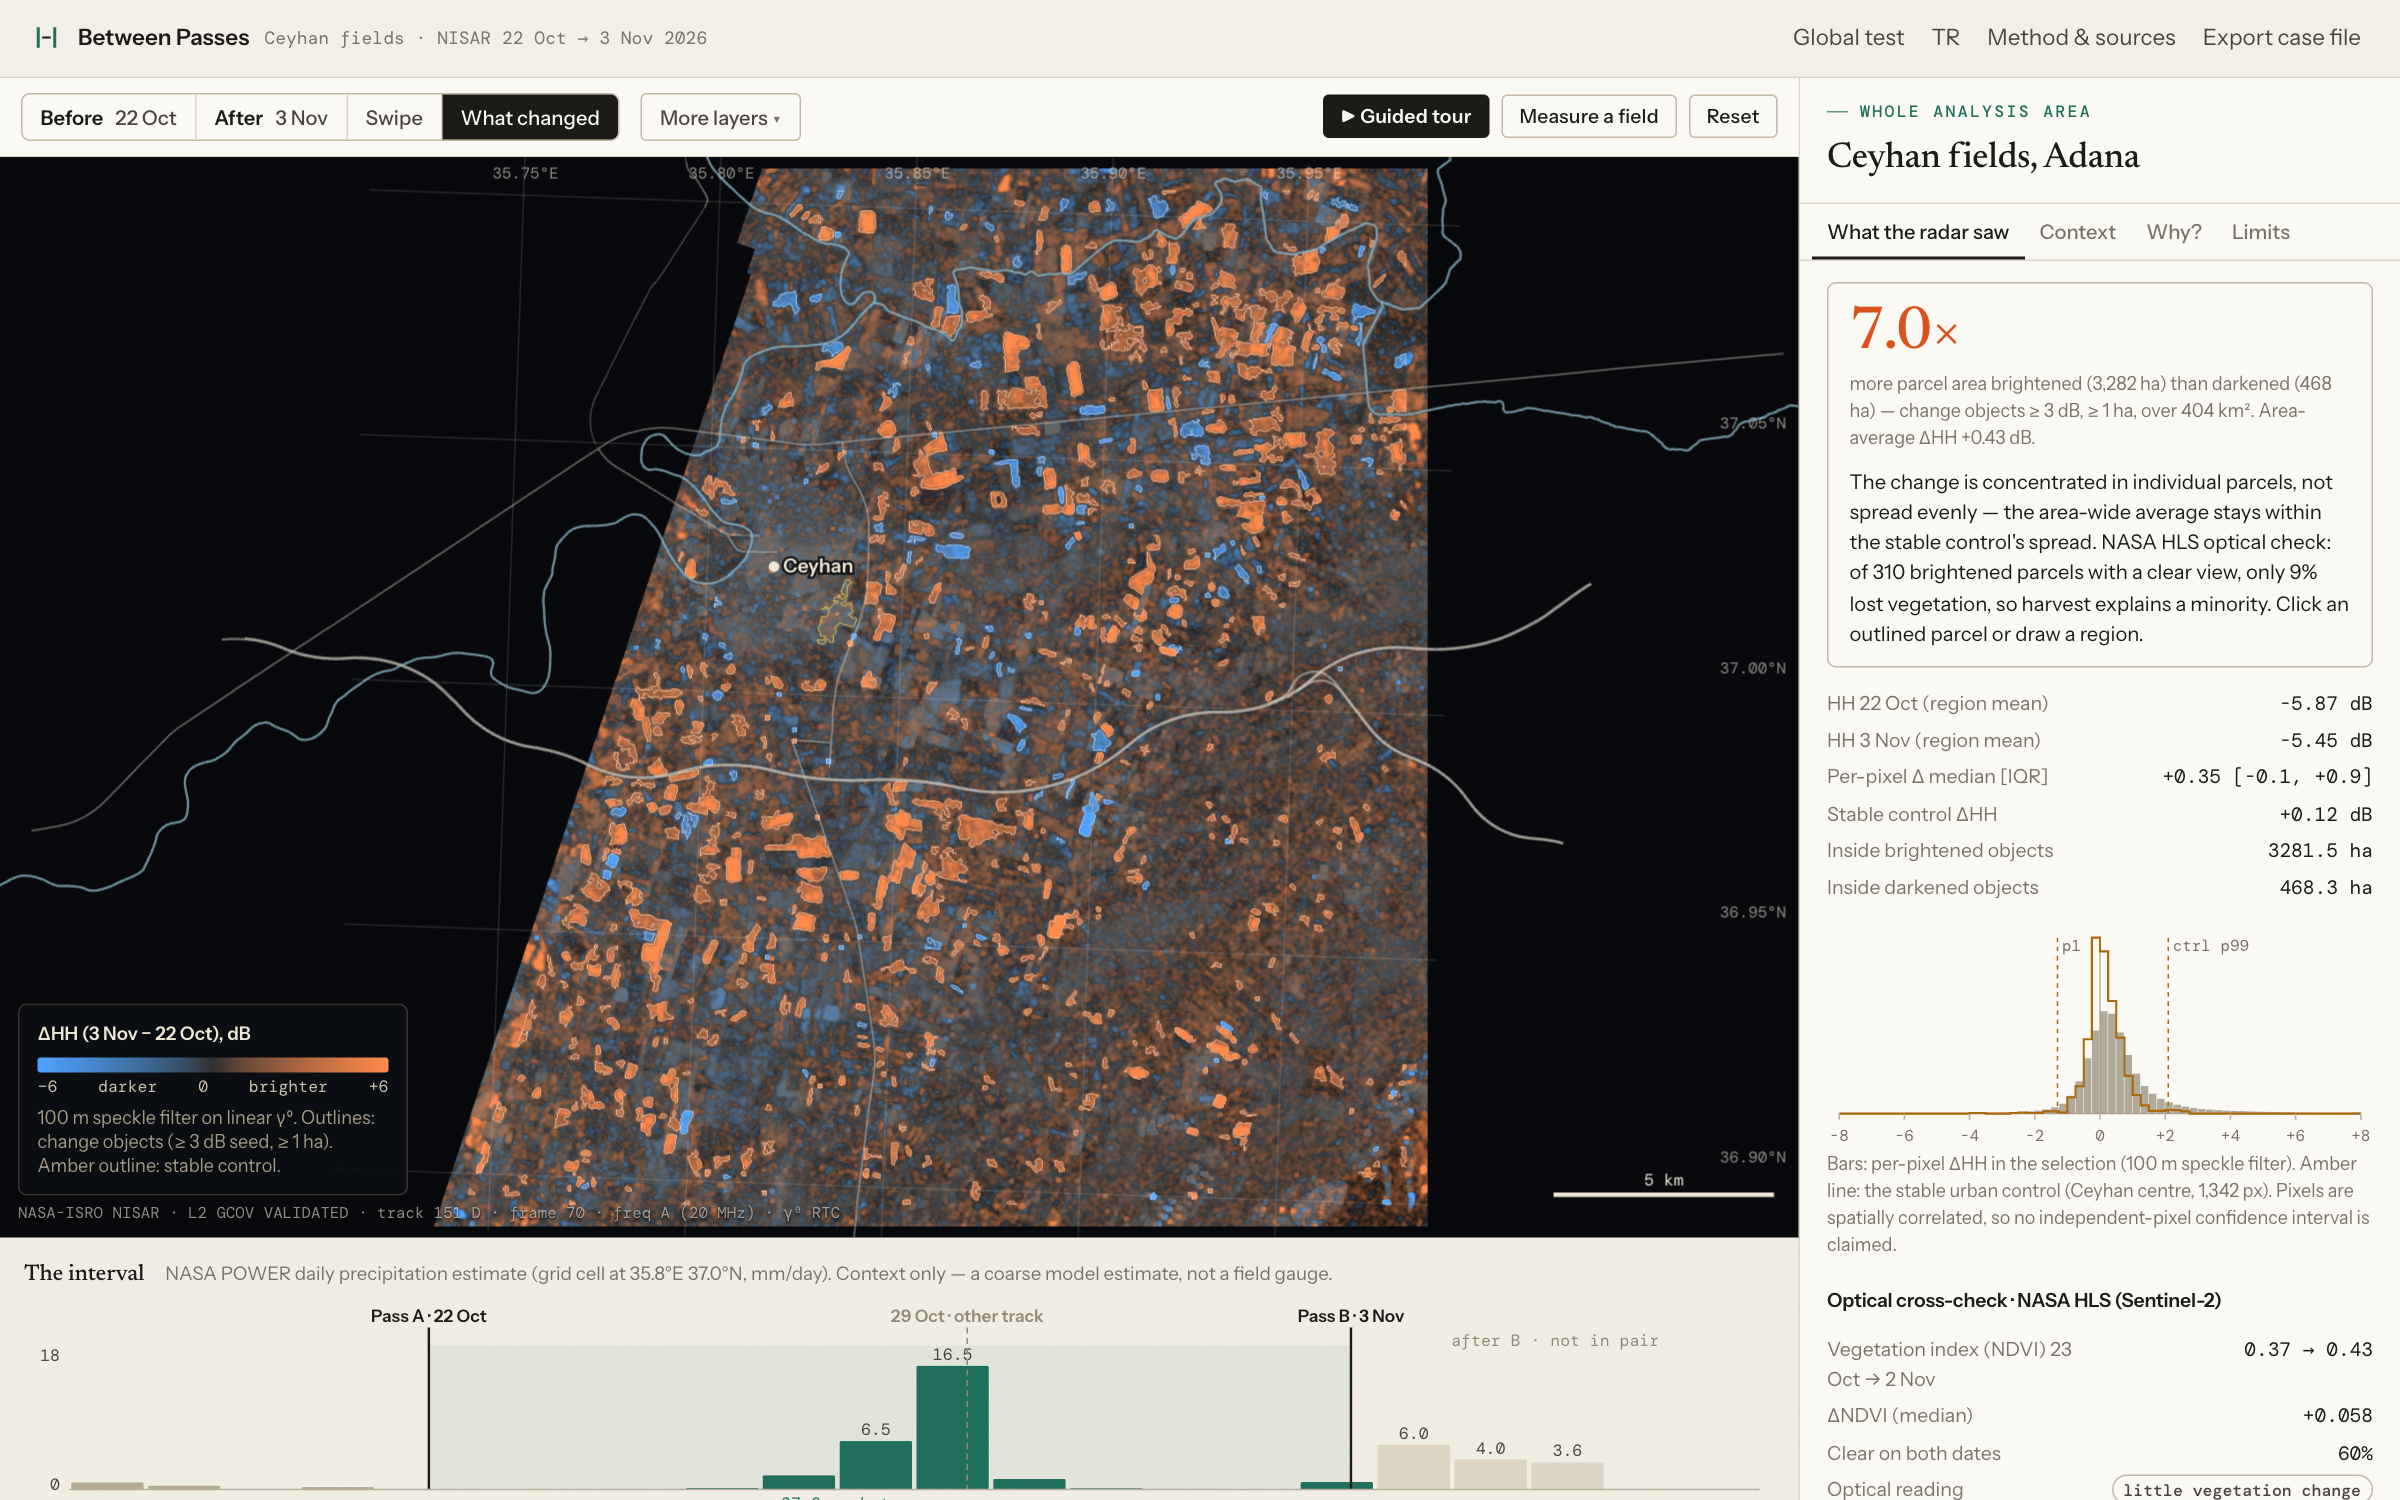 Between Passes Ceyhan fields · NISAR 22 Oct → 3 Nov 2026
Global test TR Method & sources Export case file
Before 22 Oct After 3 Nov Swipe What changed More layers ▾
▶ Guided tour Measure a field Reset
35.75°E 35.80°E 35.85°E 35.90°E 35.95°E
37.05°N
Ceyhan
37.00°N
36.95°N
36.90°N
5 km
ΔHH (3 Nov − 22 Oct), dB
−6 darker 0 brighter +6
100 m speckle filter on linear γ⁰. Outlines:
change objects (≥ 3 dB seed, ≥ 1 ha).
Amber outline: stable control.
NASA-ISRO NISAR · L2 GCOV VALIDATED · track 151 D · frame 70 · freq A (20 MHz) · γ⁰ RTC
The interval NASA POWER daily precipitation estimate (grid cell at 35.8°E 37.0°N, mm/day). Context only — a coarse model estimate, not a field gauge.
Pass A · 22 Oct 29 Oct · other track Pass B · 3 Nov
after B · not in pair
18
16.5
6.5
6.0 4.0 3.6
0
— WHOLE ANALYSIS AREA
Ceyhan fields, Adana
What the radar saw Context Why? Limits
7.0×
more parcel area brightened (3,282 ha) than darkened (468
ha) — change objects ≥ 3 dB, ≥ 1 ha, over 404 km². Area-
average ΔHH +0.43 dB.
The change is concentrated in individual parcels, not
spread evenly — the area-wide average stays within
the stable control's spread. NASA HLS optical check:
of 310 brightened parcels with a clear view, only 9%
lost vegetation, so harvest explains a minority. Click an
outlined parcel or draw a region.
HH 22 Oct (region mean) -5.87 dB
HH 3 Nov (region mean) -5.45 dB
Per-pixel Δ median [IQR] +0.35 [-0.1, +0.9]
Stable control ΔHH +0.12 dB
Inside brightened objects 3281.5 ha
Inside darkened objects 468.3 ha
p1 ctrl p99
-8 -6 -4 -2 0 +2 +4 +6 +8
Bars: per-pixel ΔHH in the selection (100 m speckle filter). Amber
line: the stable urban control (Ceyhan centre, 1,342 px). Pixels are
spatially correlated, so no independent-pixel confidence interval is
claimed.
Optical cross-check · NASA HLS (Sentinel-2)
Vegetation index (NDVI) 23 0.37 → 0.43
Oct → 2 Nov
ΔNDVI (median) +0.058
Clear on both dates 60%
Optical reading little vegetation change